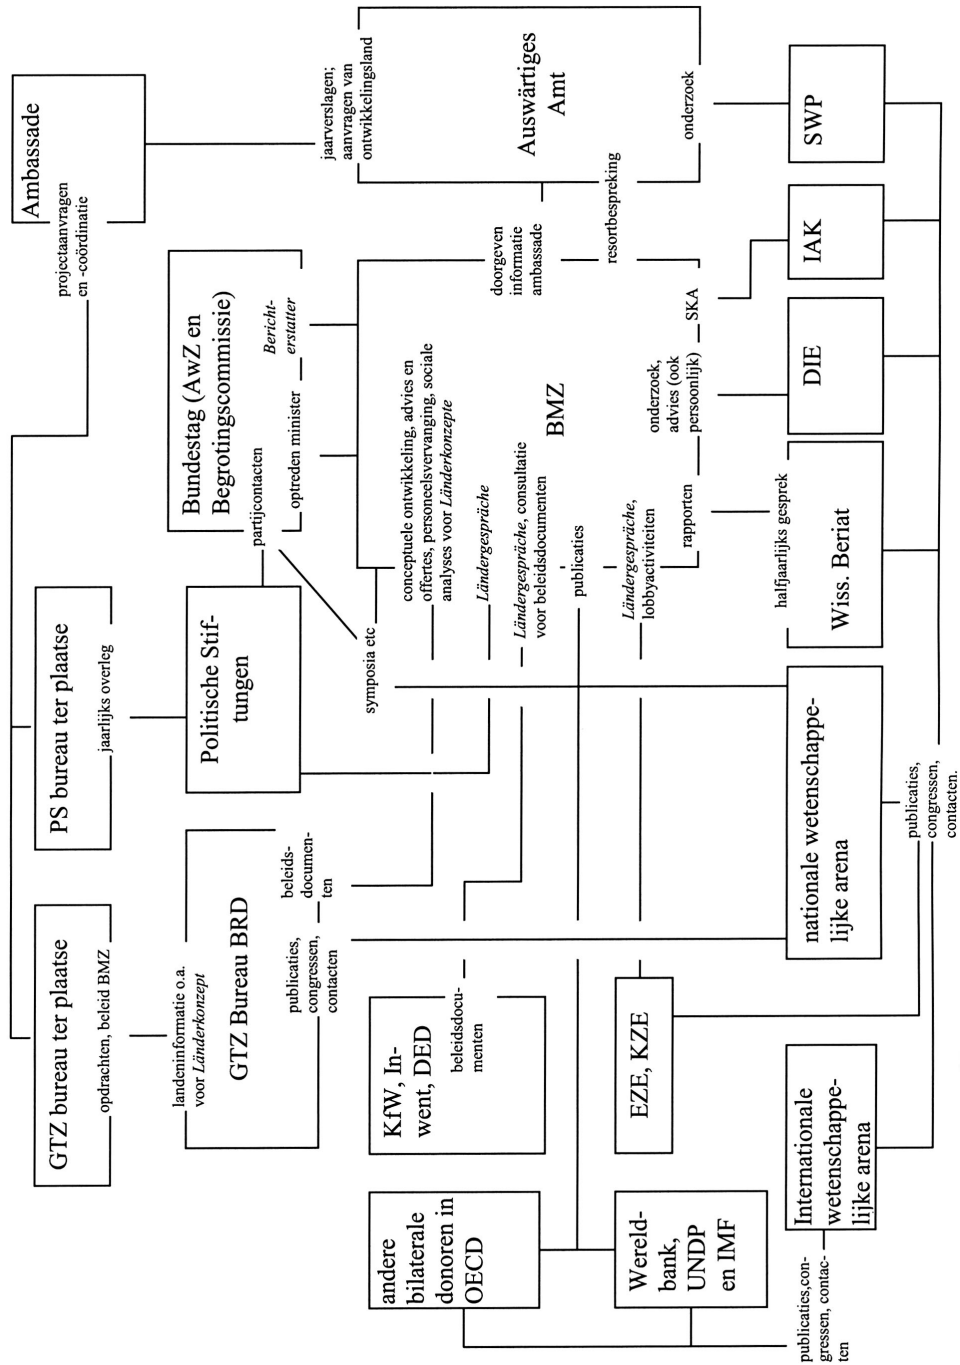 GTZ bureau ter plaatse
opdrachten, beleid BMZ
PS bureau ter plaatse
jaarlijks overleg
projectaanvragen
en -coördinatie
Ambassade
landeninformatie o.a.
voor Länderkonzept
GTZ Bureau BRD
publicaties,
congressen,
contacten
beleids-
documen-
ten
Politische Stif-
tungen
partijcontacten
Bundestag (AwZ en
Begrotingscommissie)
optreden minister
Bericht-
erstatter
jaarverslagen;
aanvragen van
ontwikkelingsland
Auswärtiges
Amt
onderzoek
KfW, In-
went, DED
beleidsdocu-
menten
symposia etc
conceptuele ontwikkeling, advies en
offertes, personeelsvervanging, sociale
analyses voor Länderkonzepte
Ländergespräche
Ländergespräche, consultatie
voor beleidsdocumenten
publicaties
Ländergespräche,
lobbyactiviteiten
BMZ
doorgeven
informatie
ambassade
resortbespreking
rapporten
onderzoek,
advies (ook
persoonlijk)
SKA
andere
bilaterale
donoren in
OECD
Wereld-
bank,
UNDP
en IMF
EZE, KZE
publicaties,con-
gressen, contac-
ten
Internationale
wetenschappe-
lijke arena
nationale wetenschappe-
lijke arena
halfjaarlijks gesprek
Wiss. Beriat
DIE
IAK
SWP
publicaties,
congressen,
contacten.